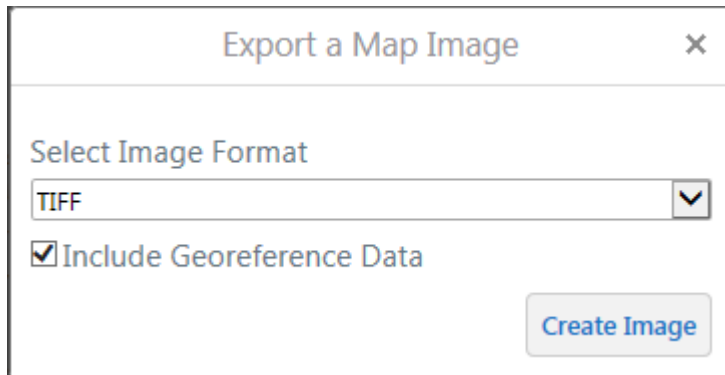 Export a Map Image ×
Select Image Format
TIFF
Include Georeference Data
Create Image